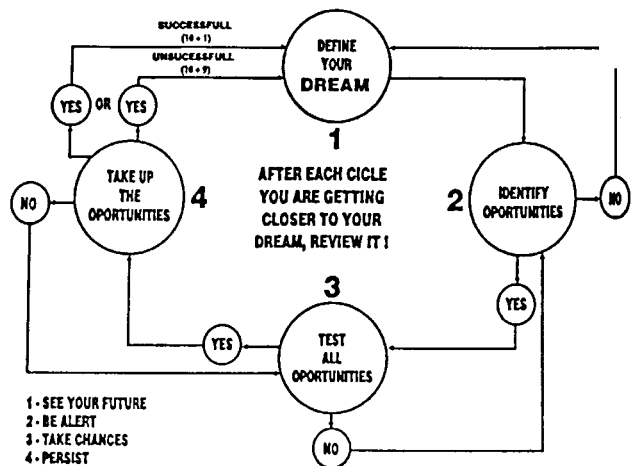 SUCCESSFULL
(10 + 1)
UNSUCCESSFULL
(10 + 9)
DEFINE
YOUR
DREAM
YES
OR
YES
1
TAKE UP
THE
OPORTUNITIES
4
NO
AFTER EACH CICLE
YOU ARE GETTING
CLOSER TO YOUR
DREAM, REVIEW IT !
2
IDENTIFY
OPORTUNITIES
NO
YES
3
TEST
ALL
OPORTUNITIES
YES
NO
1 - SEE YOUR FUTURE
2 - BE ALERT
3 - TAKE CHANCES
4 - PERSIST